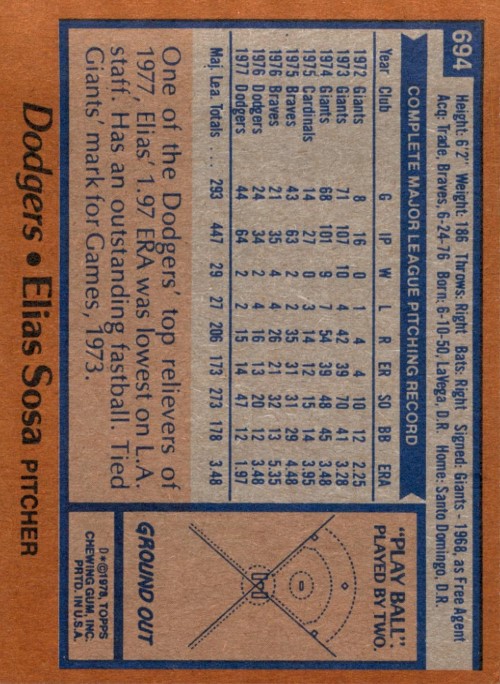 694
Height: 6'2" Weight: 186 Throws: Right Bats: Right Signed: Giants - 1968, as Free Agent
Acq: Trade, Braves, 6-24-76 Born: 6-10-50, LaVega, D.R. Home: Santo Domingo, D.R.
COMPLETE MAJOR LEAGUE PITCHING RECORD
Year Club G IP W L R ER SO BB ERA
1972 Giants 8 16 0 1 4 4 10 12 2.25
1973 Giants 71 107 10 4 42 39 70 41 3.28
1974 Giants 68 101 9 7 54 39 48 45 3.48
1975 Cardinals 14 27 0 3 14 12 15 14 3.95
1975 Braves 43 63 2 2 35 31 31 29 4.48
1976 Braves 21 35 4 4 26 21 32 13 5.35
1976 Dodgers 24 34 2 4 16 13 20 12 3.48
1977 Dodgers 44 64 2 2 15 14 47 12 1.97
Maj. Lea. Totals .... 293 447 29 27 206 173 273 178 3.48
One of the Dodgers' top relievers of
1977, Elias' 1.97 ERA was lowest on L.A.
staff. Has an outstanding fastball. Tied
Giants' mark for Games, 1973.
"PLAY BALL"
PLAYED BY TWO.
GROUND OUT
D*©1978, TOPPS
CHEWING GUM, INC.
PRTD. IN U.S.A.
Dodgers • Elias Sosa PITCHER